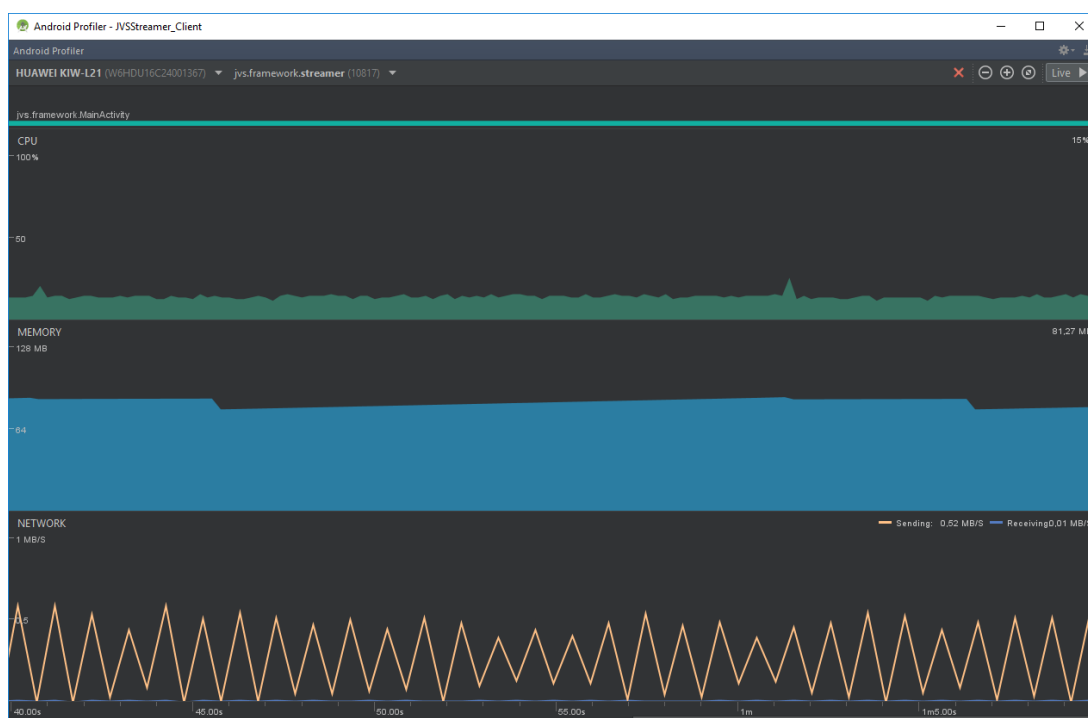 Android Profiler - JVSStreamer_Client
Android Profiler
HUAWEI KIW-L21 (W6HDU16C24001367) jvs.framework.streamer (10817) Live
jvs.framework.MainActivity
CPU 15%
100%
50
MEMORY 81,27 MB
128 MB
64
NETWORK Sending: 0,52 MB/S Receiving0,01 MB/S
1 MB/S
0.5
40.00s 45.00s 50.00s 55.00s 1m 1m5.00s